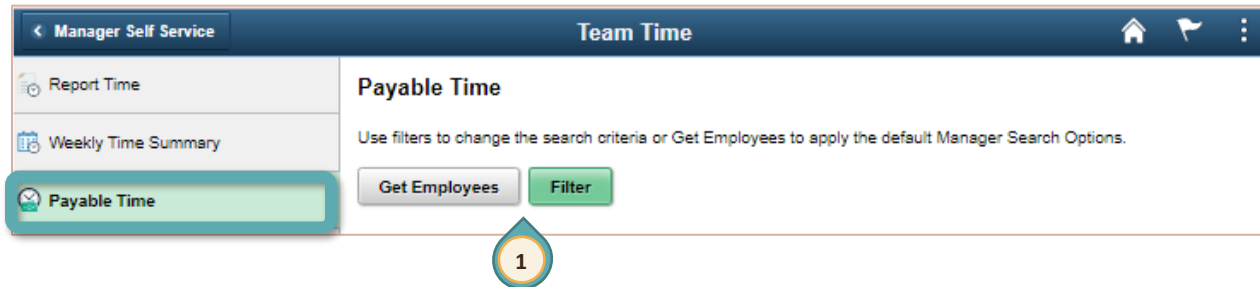 Manager Self Service
Team Time
Report Time
Weekly Time Summary
Payable Time
Payable Time
Use filters to change the search criteria or Get Employees to apply the default Manager Search Options.
Get Employees
Filter
1